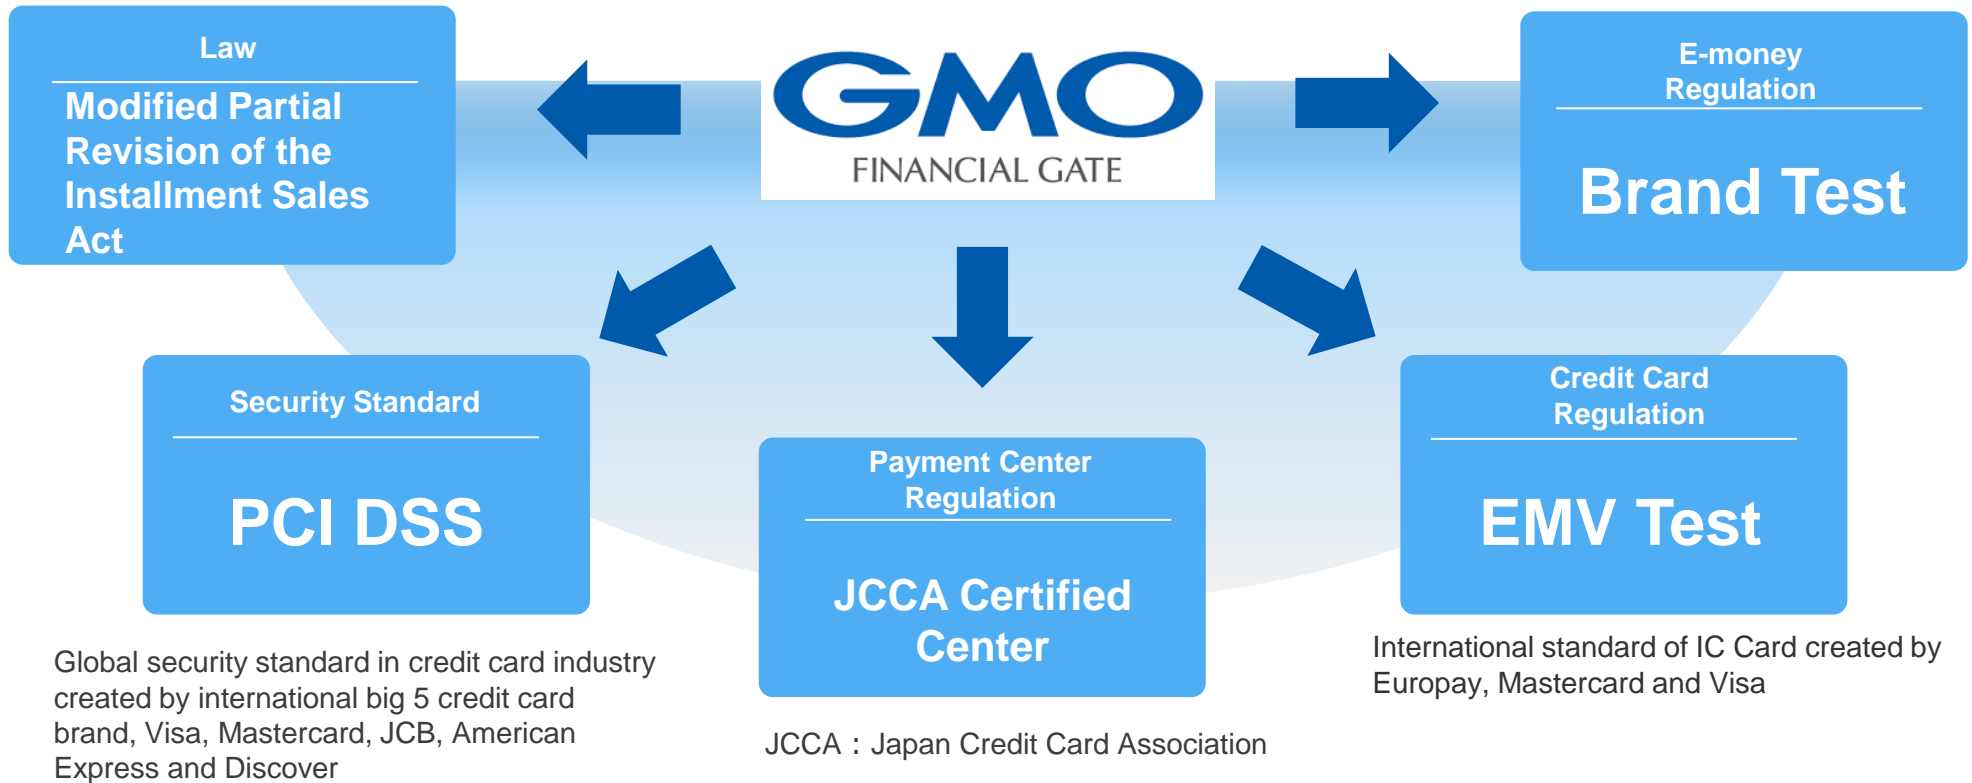 Law
Modified Partial
Revision of the
Installment Sales
Act
GMO
FINANCIAL GATE
E-money
Regulation
Brand Test
Security Standard
PCI DSS
Payment Center
Regulation
JCCA Certified
Center
Credit Card
Regulation
EMV Test
Global security standard in credit card industry
created by international big 5 credit card
brand, Visa, Mastercard, JCB, American
Express and Discover
JCCA：Japan Credit Card Association
International standard of IC Card created by
Europay, Mastercard and Visa